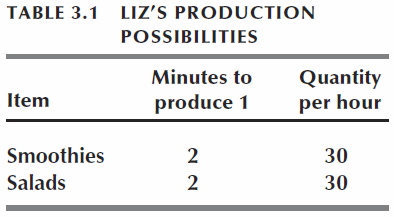 TABLE 3.1 LIZ’S PRODUCTION
POSSIBILITIES
Minutes to Quantity
Item produce 1 per hour
Smoothies 2 30
Salads 2 30